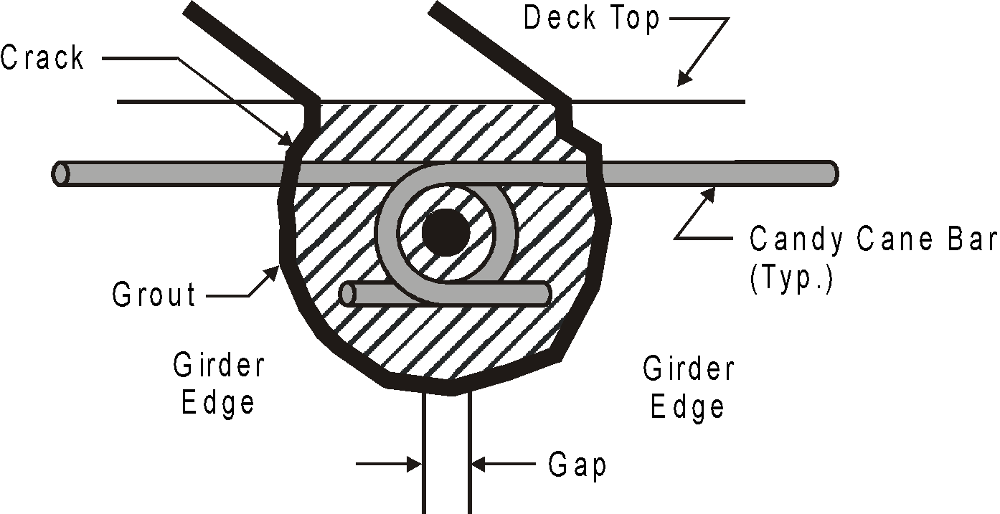 Deck Top
Crack
Candy Cane Bar
(Typ.)
Grout
Girder
Edge
Girder
Edge
Gap